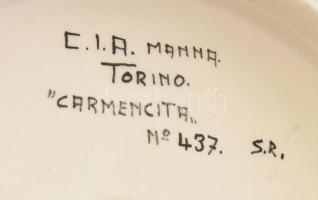 C.I.A. MANNA.
TORINO.
"CARMENCITA„
Nº 437. S.R.